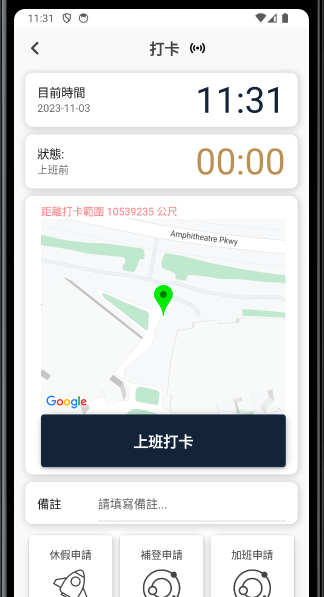 11:31
打卡
目前時間
11:31
2023-11-03
狀態:
00:00
上班前
距離打卡範圍 10539235 公尺
Amphitheatre Pkwy
Google
上班打卡
備註
請填寫備註...
休假申請
補登申請
加班申請